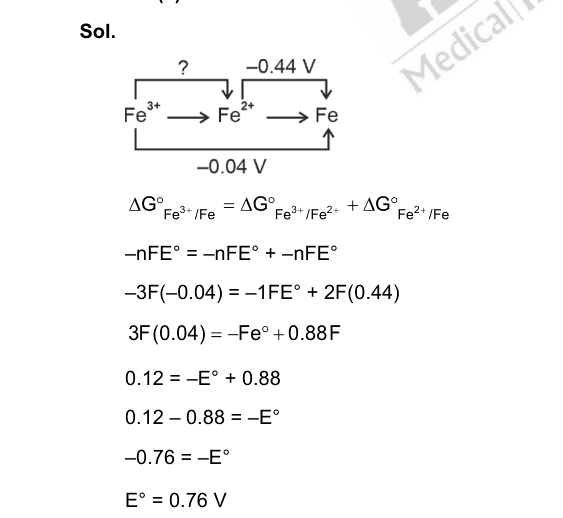 Sol.
Medical
? –0.44 V
Fe³⁺ ⟶ Fe²⁺ ⟶ Fe
–0.04 V
ΔG°Fe³⁺/Fe = ΔG°Fe³⁺/Fe²⁺ + ΔG°Fe²⁺/Fe
–nFE° = –nFE° + –nFE°
–3F(–0.04) = –1FE° + 2F(0.44)
3F(0.04) = –Fe° + 0.88F
0.12 = –E° + 0.88
0.12 – 0.88 = –E°
–0.76 = –E°
E° = 0.76 V